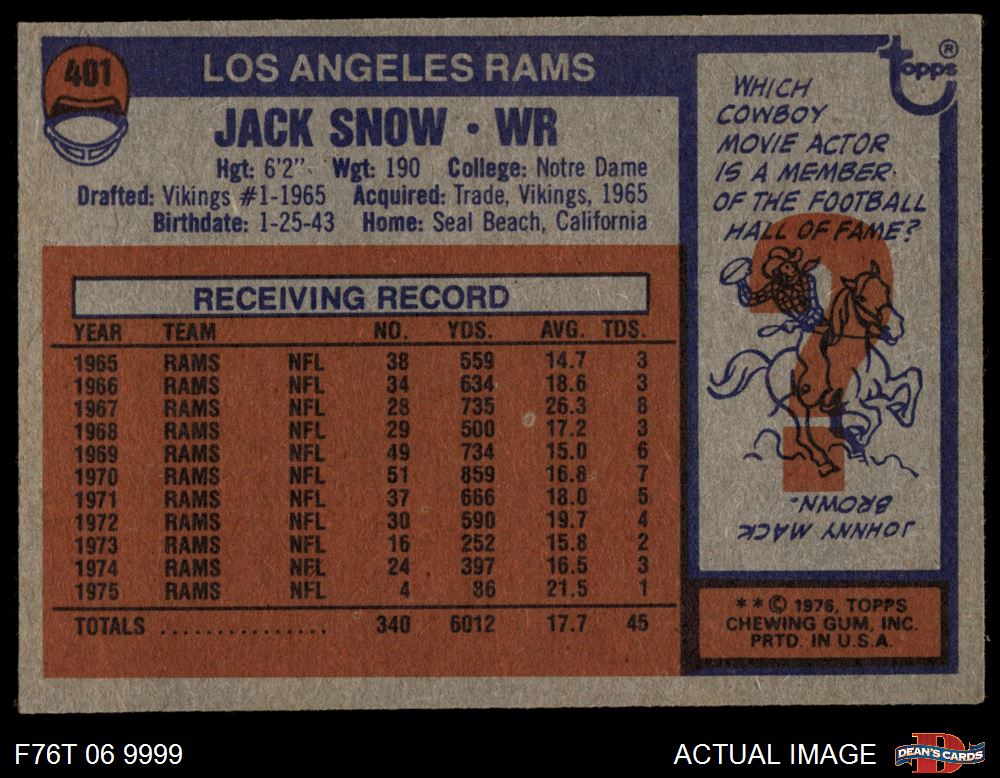 401
LOS ANGELES RAMS
JACK SNOW • WR
Hgt: 6'2" Wgt: 190 College: Notre Dame
Drafted: Vikings #1-1965 Acquired: Trade, Vikings, 1965
Birthdate: 1-25-43 Home: Seal Beach, California
RECEIVING RECORD
YEAR TEAM NO. YDS. AVG. TDS.
1965 RAMS NFL 38 559 14.7 3
1966 RAMS NFL 34 634 18.6 3
1967 RAMS NFL 28 735 26.3 8
1968 RAMS NFL 29 500 17.2 3
1969 RAMS NFL 49 734 15.0 6
1970 RAMS NFL 51 859 16.8 7
1971 RAMS NFL 37 666 18.0 5
1972 RAMS NFL 30 590 19.7 4
1973 RAMS NFL 16 252 15.8 2
1974 RAMS NFL 24 397 16.5 3
1975 RAMS NFL 4 86 21.5 1
TOTALS ............... 340 6012 17.7 45
topps®
WHICH
COWBOY
MOVIE ACTOR
IS A MEMBER
OF THE FOOTBALL
HALL OF FAME?
?
JOHNNY MACK
BROWN.
** © 1976, TOPPS
CHEWING GUM, INC.
PRTD. IN U.S.A.
F76T 06 9999
ACTUAL IMAGE
D
DEAN'S CARDS